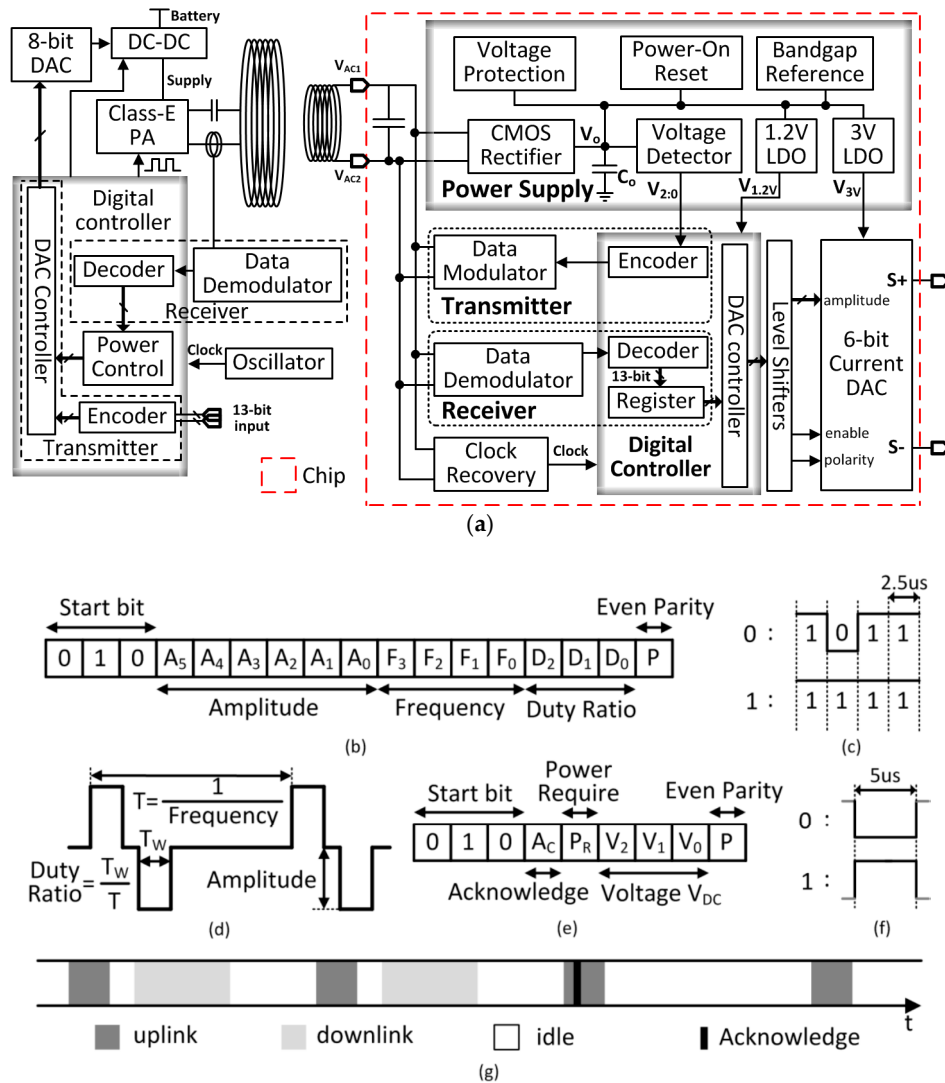 Battery
8-bit DAC
DC-DC
Supply
Class-E PA
Digital controller
DAC Controller
Decoder
Data Demodulator
Receiver
Power Control
Clock
Oscillator
Encoder
13-bit input
Transmitter
Chip
VAC1
VAC2
Voltage Protection
Power-On Reset
Bandgap Reference
CMOS Rectifier
Vo
Co
Voltage Detector
1.2V LDO
3V LDO
Power Supply
V2:0
V1.2V
V3V
Data Modulator
Encoder
Transmitter
Data Demodulator
Decoder
13-bit
Register
Receiver
Clock Recovery
Clock
Digital Controller
DAC controller
Level Shifters
amplitude
enable
polarity
6-bit Current DAC
S+
S-
(a)
Start bit
Even Parity
0 1 0 A5 A4 A3 A2 A1 A0 F3 F2 F1 F0 D2 D1 D0 P
Amplitude
Frequency
Duty Ratio
(b)
2.5us
0 : 1 0 1 1
1 : 1 1 1 1
(c)
T= 1 / Frequency
TW
Duty Ratio = TW / T
Amplitude
(d)
Start bit
Power Require
Even Parity
0 1 0 AC PR V2 V1 V0 P
Acknowledge
Voltage VDC
(e)
5us
0 :
1 :
(f)
t
uplink
downlink
idle
Acknowledge
(g)